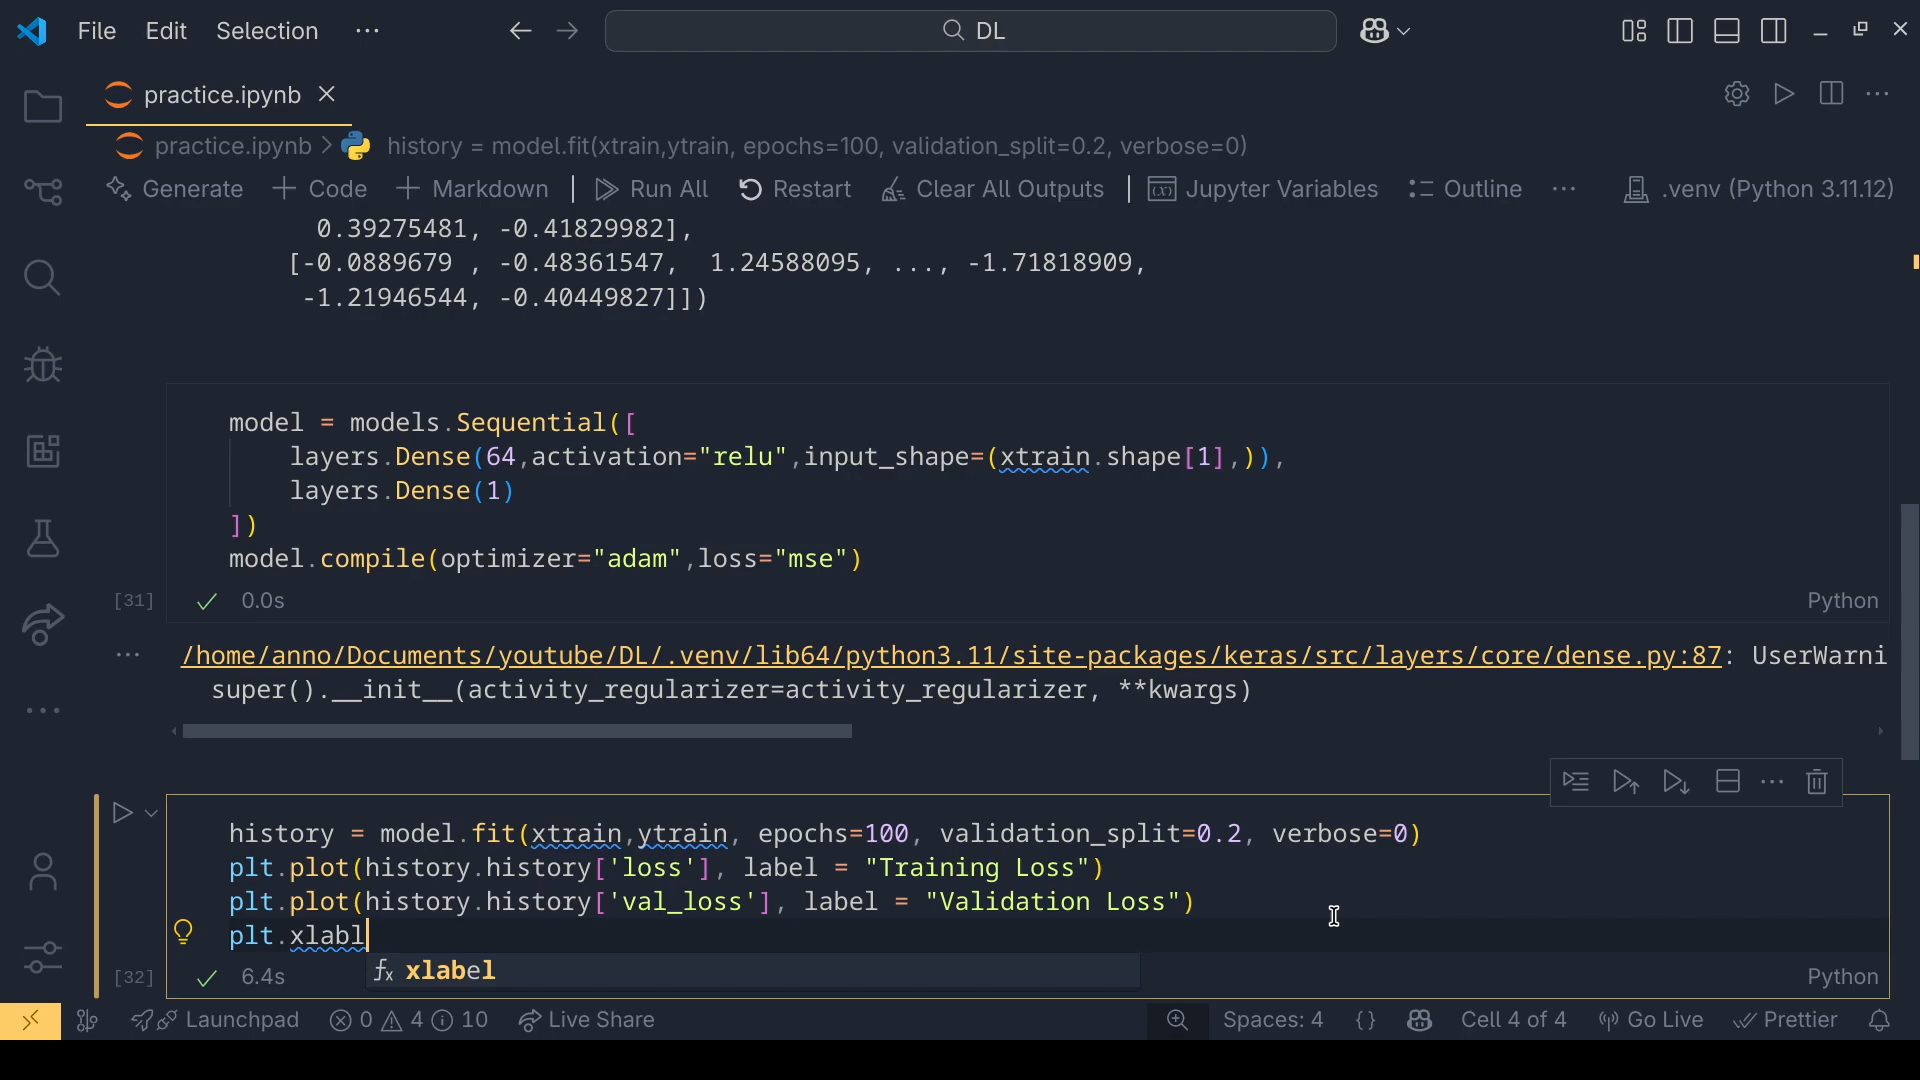 File Edit Selection ··· DL
practice.ipynb
practice.ipynb > history = model.fit(xtrain,ytrain, epochs=100, validation_split=0.2, verbose=0)
Generate + Code + Markdown | Run All Restart Clear All Outputs | Jupyter Variables Outline ··· .venv (Python 3.11.12)
0.39275481, -0.41829982],
[-0.0889679 , -0.48361547, 1.24588095, ..., -1.71818909,
-1.21946544, -0.40449827]])
model = models.Sequential([
layers.Dense(64,activation="relu",input_shape=(xtrain.shape[1],)),
layers.Dense(1)
])
model.compile(optimizer="adam",loss="mse")
[31] 0.0s Python
··· /home/anno/Documents/youtube/DL/.venv/lib64/python3.11/site-packages/keras/src/layers/core/dense.py:87: UserWarni
super().__init__(activity_regularizer=activity_regularizer, **kwargs)
history = model.fit(xtrain,ytrain, epochs=100, validation_split=0.2, verbose=0)
plt.plot(history.history['loss'], label = "Training Loss")
plt.plot(history.history['val_loss'], label = "Validation Loss")
plt.xlabl
xlabel
[32] 6.4s Python
Launchpad 0 4 10 Live Share Spaces: 4 {} Cell 4 of 4 Go Live Prettier